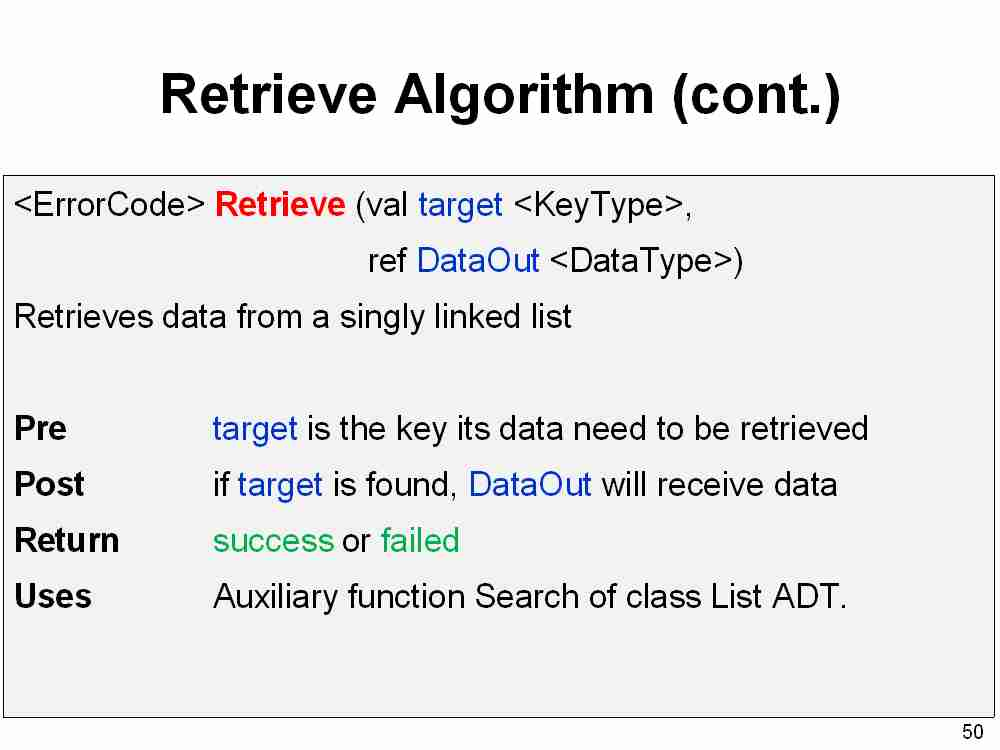 Retrieve Algorithm (cont.)
<ErrorCode> Retrieve (val target <KeyType>,
ref DataOut <DataType>)
Retrieves data from a singly linked list
Pre target is the key its data need to be retrieved
Post if target is found, DataOut will receive data
Return success or failed
Uses Auxiliary function Search of class List ADT.
50